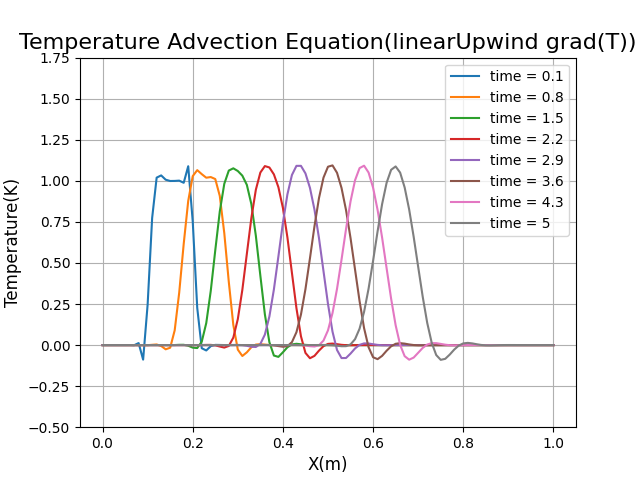 Temperature Advection Equation(linearUpwind grad(T))
1.75
1.50
1.25
1.00
0.75
0.50
0.25
0.00
−0.25
−0.50
Temperature(K)
time = 0.1
time = 0.8
time = 1.5
time = 2.2
time = 2.9
time = 3.6
time = 4.3
time = 5
0.0 0.2 0.4 0.6 0.8 1.0
X(m)